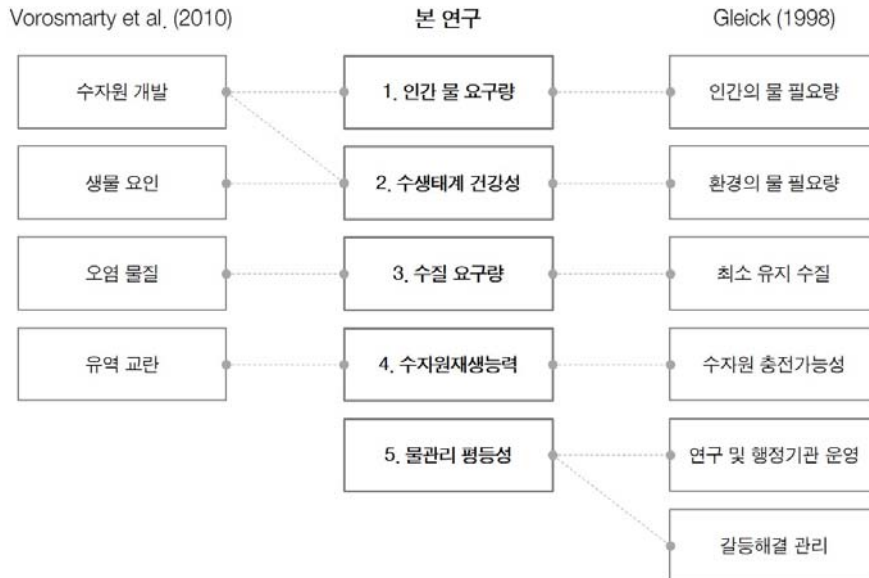 Vorosmarty et al. (2010) 본 연구 Gleick (1998)
수자원 개발 1. 인간 물 요구량 인간의 물 필요량
생물 요인 2. 수생태계 건강성 환경의 물 필요량
오염 물질 3. 수질 요구량 최소 유지 수질
유역 교란 4. 수자원재생능력 수자원 충전가능성
5. 물관리 평등성 연구 및 행정기관 운영
갈등해결 관리